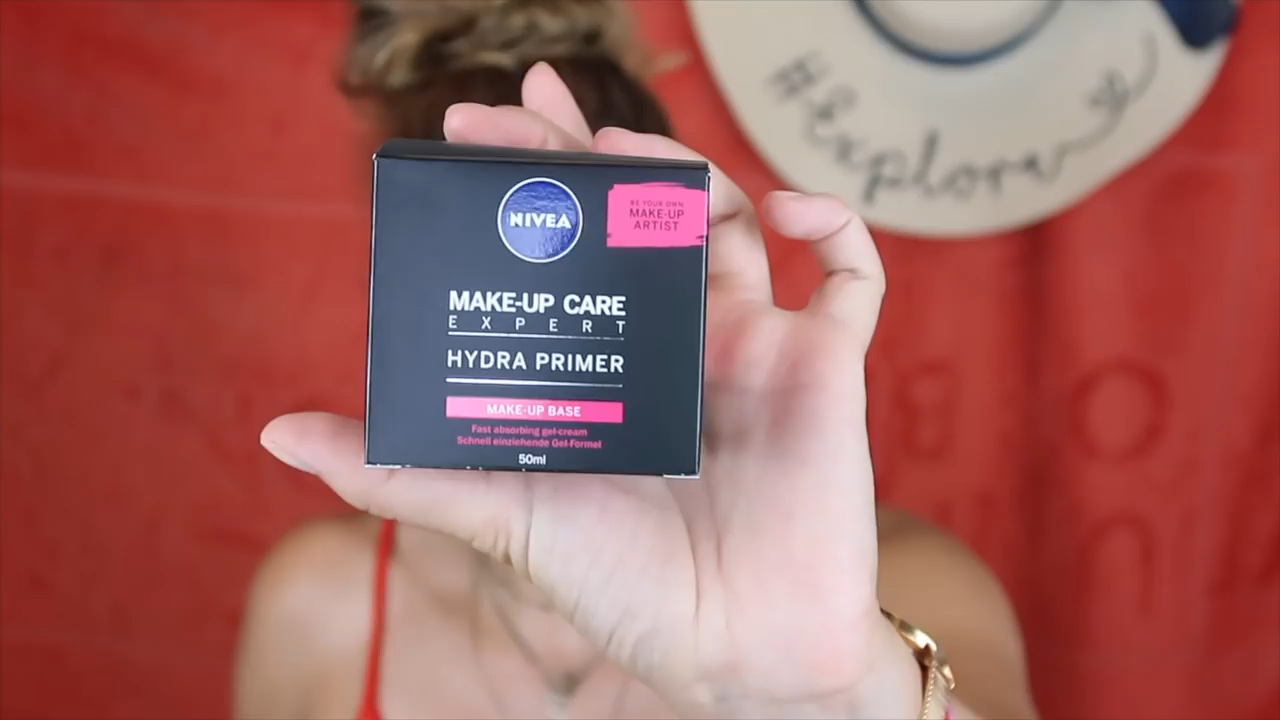 #Explora
NIVEA
BE YOUR OWN
MAKE-UP
ARTIST
MAKE-UP CARE
EXPERT
HYDRA PRIMER
MAKE-UP BASE
Fast absorbing gel-cream
Schnell einziehende Gel-Formel
50ml